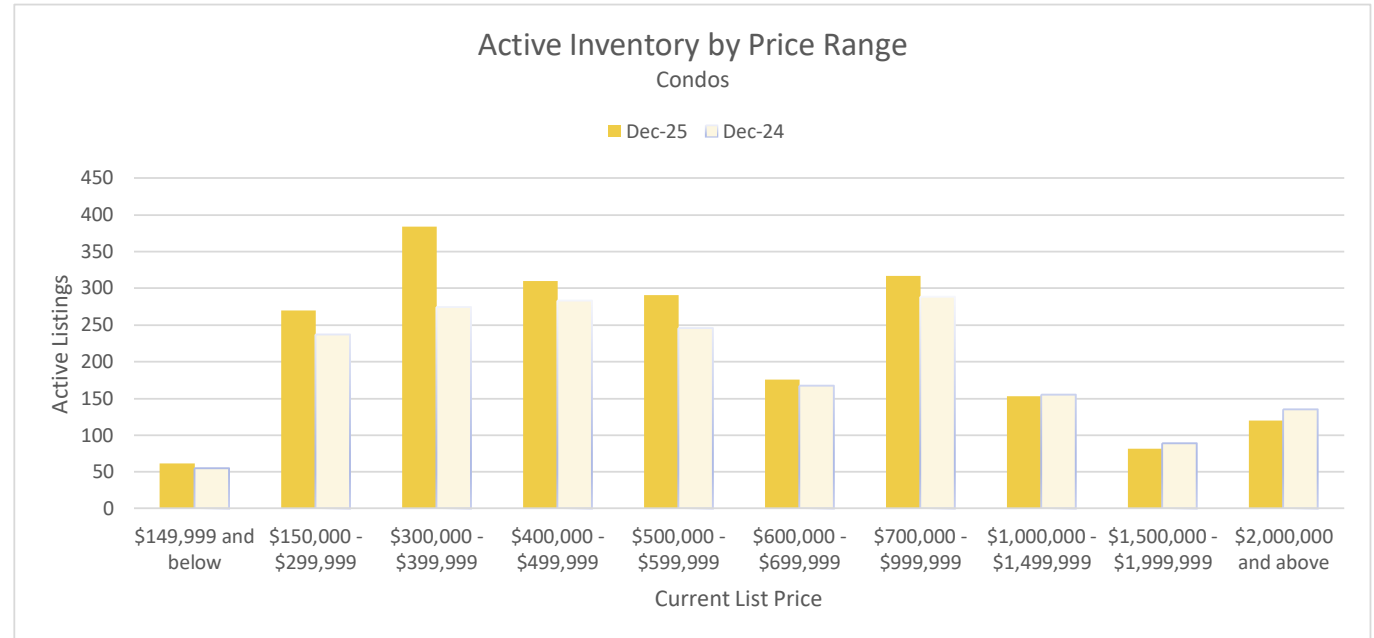 Active Inventory by Price Range
Condos
Dec-25 Dec-24
450
400
350
300
250
200
150
100
50
0
Active Listings
$149,999 and below
$150,000 - $299,999
$300,000 - $399,999
$400,000 - $499,999
$500,000 - $599,999
$600,000 - $699,999
$700,000 - $999,999
$1,000,000 - $1,499,999
$1,500,000 - $1,999,999
$2,000,000 and above
Current List Price